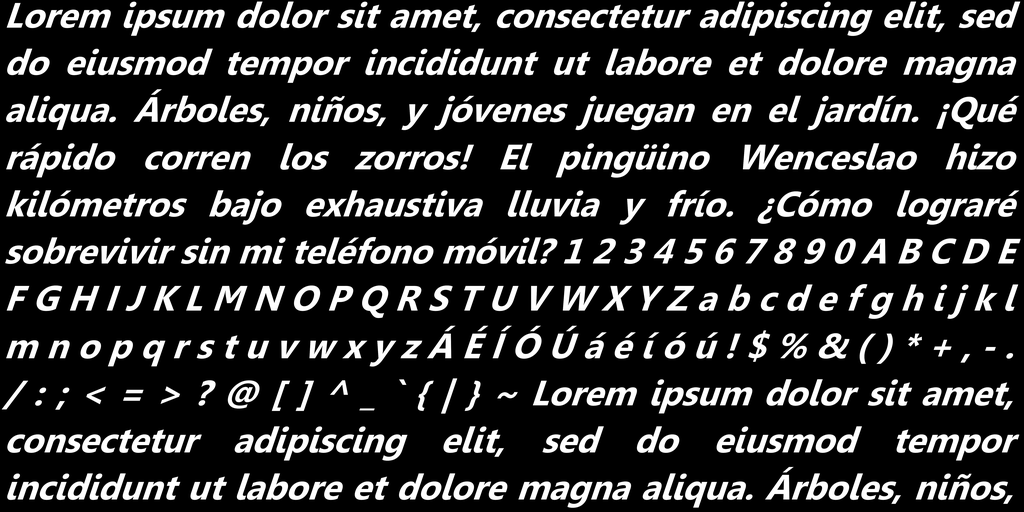 Lorem ipsum dolor sit amet, consectetur adipiscing elit, sed
do eiusmod tempor incididunt ut labore et dolore magna
aliqua. Árboles, niños, y jóvenes juegan en el jardín. ¡Qué
rápido corren los zorros! El pingüino Wenceslao hizo
kilómetros bajo exhaustiva lluvia y frío. ¿Cómo lograré
sobrevivir sin mi teléfono móvil? 1 2 3 4 5 6 7 8 9 0 A B C D E
F G H I J K L M N O P Q R S T U V W X Y Z a b c d e f g h i j k l
m n o p q r s t u v w x y z Á É Í Ó Ú á é í ó ú ! $ % & ( ) * + , - .
/ : ; < = > ? @ [ ] ^ _ ` { | } ~ Lorem ipsum dolor sit amet,
consectetur adipiscing elit, sed do eiusmod tempor
incididunt ut labore et dolore magna aliqua. Árboles, niños,